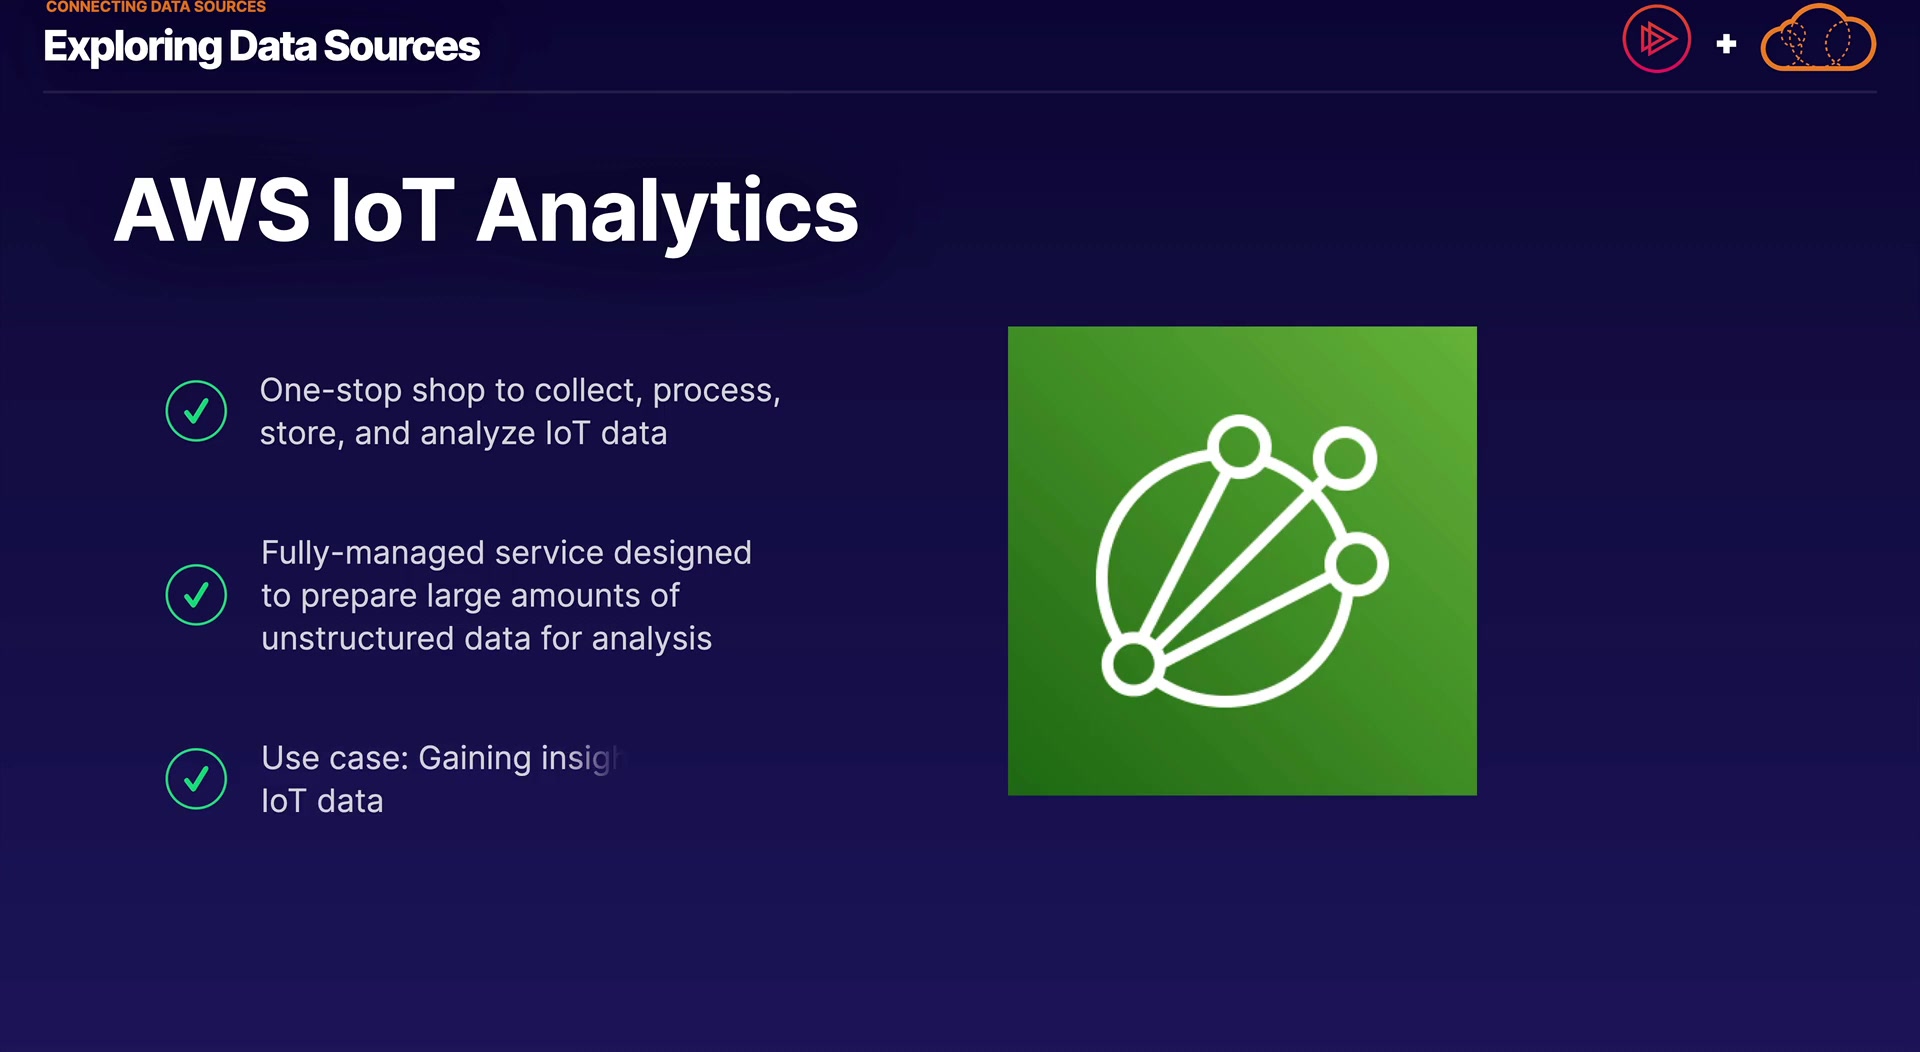 CONNECTING DATA SOURCES
Exploring Data Sources
AWS IoT Analytics
One-stop shop to collect, process,
store, and analyze IoT data
Fully-managed service designed
to prepare large amounts of
unstructured data for analysis
Use case: Gaining insigh
IoT data